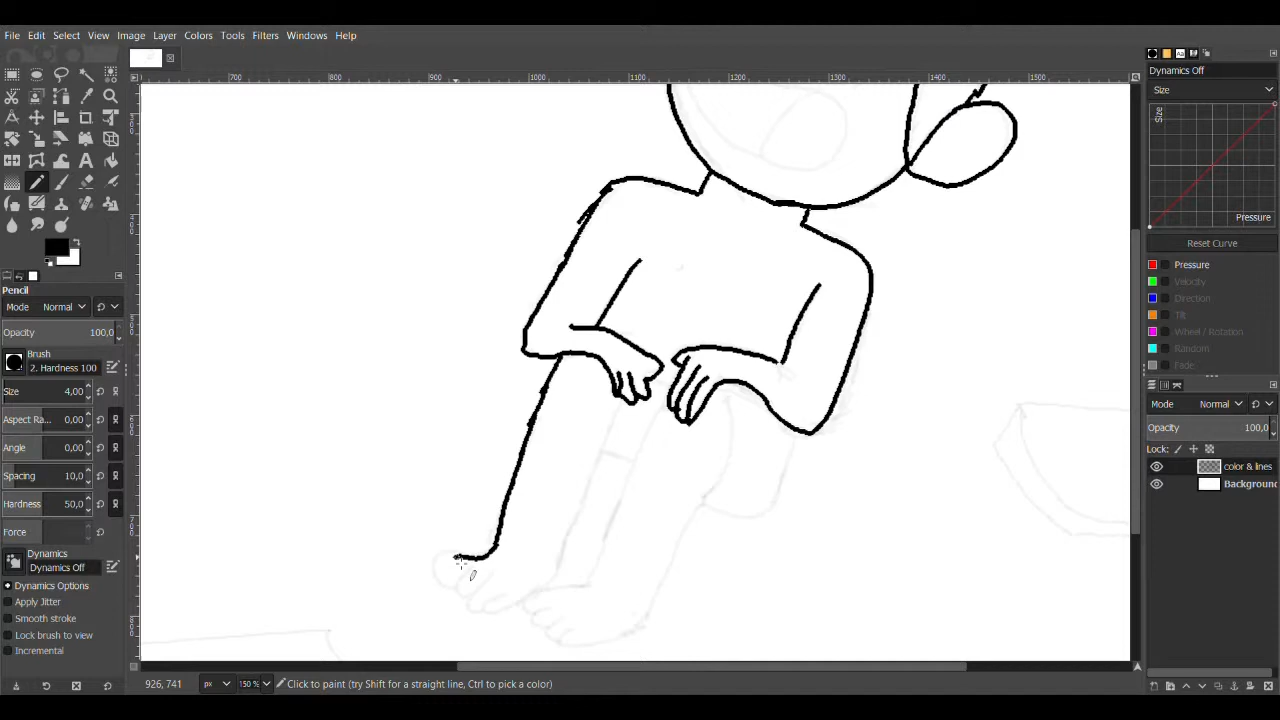 File Edit Select View Image Layer Colors Tools Filters Windows Help
700 800 900 1000 1100 1200 1300 1400 1500
Pencil
Mode Normal
Opacity 100,0
Brush
2. Hardness 100
Size 4,00
Aspect Ra... 0,00
Angle 0,00
Spacing 10,0
Hardness 50,0
Force
Dynamics
Dynamics Off
Dynamics Options
Apply Jitter
Smooth stroke
Lock brush to view
Incremental
926, 741 px 150 % Click to paint (try Shift for a straight line, Ctrl to pick a color)
Dynamics Off
Size
Size
Pressure
Reset Curve
Pressure
Velocity
Direction
Tilt
Wheel / Rotation
Random
Fade
Mode Normal
Opacity 100,0
Lock:
color & lines
Background